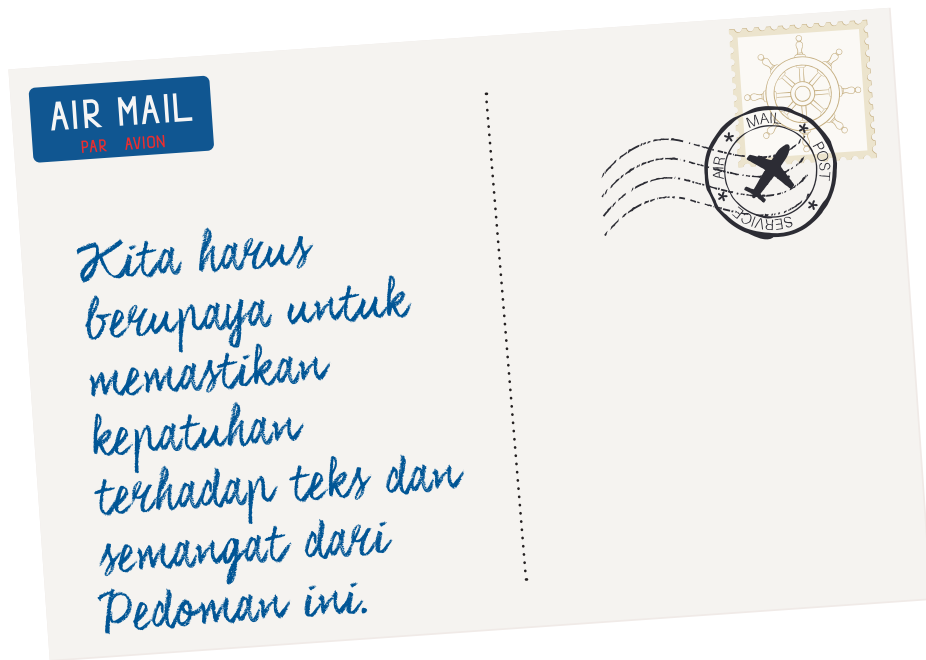 AIR MAIL
PAR AVION
Kita harus
berupaya untuk
memastikan
kepatuhan
terhadap teks dan
semangat dari
Pedoman ini.
AIR MAIL POST
SERVICE